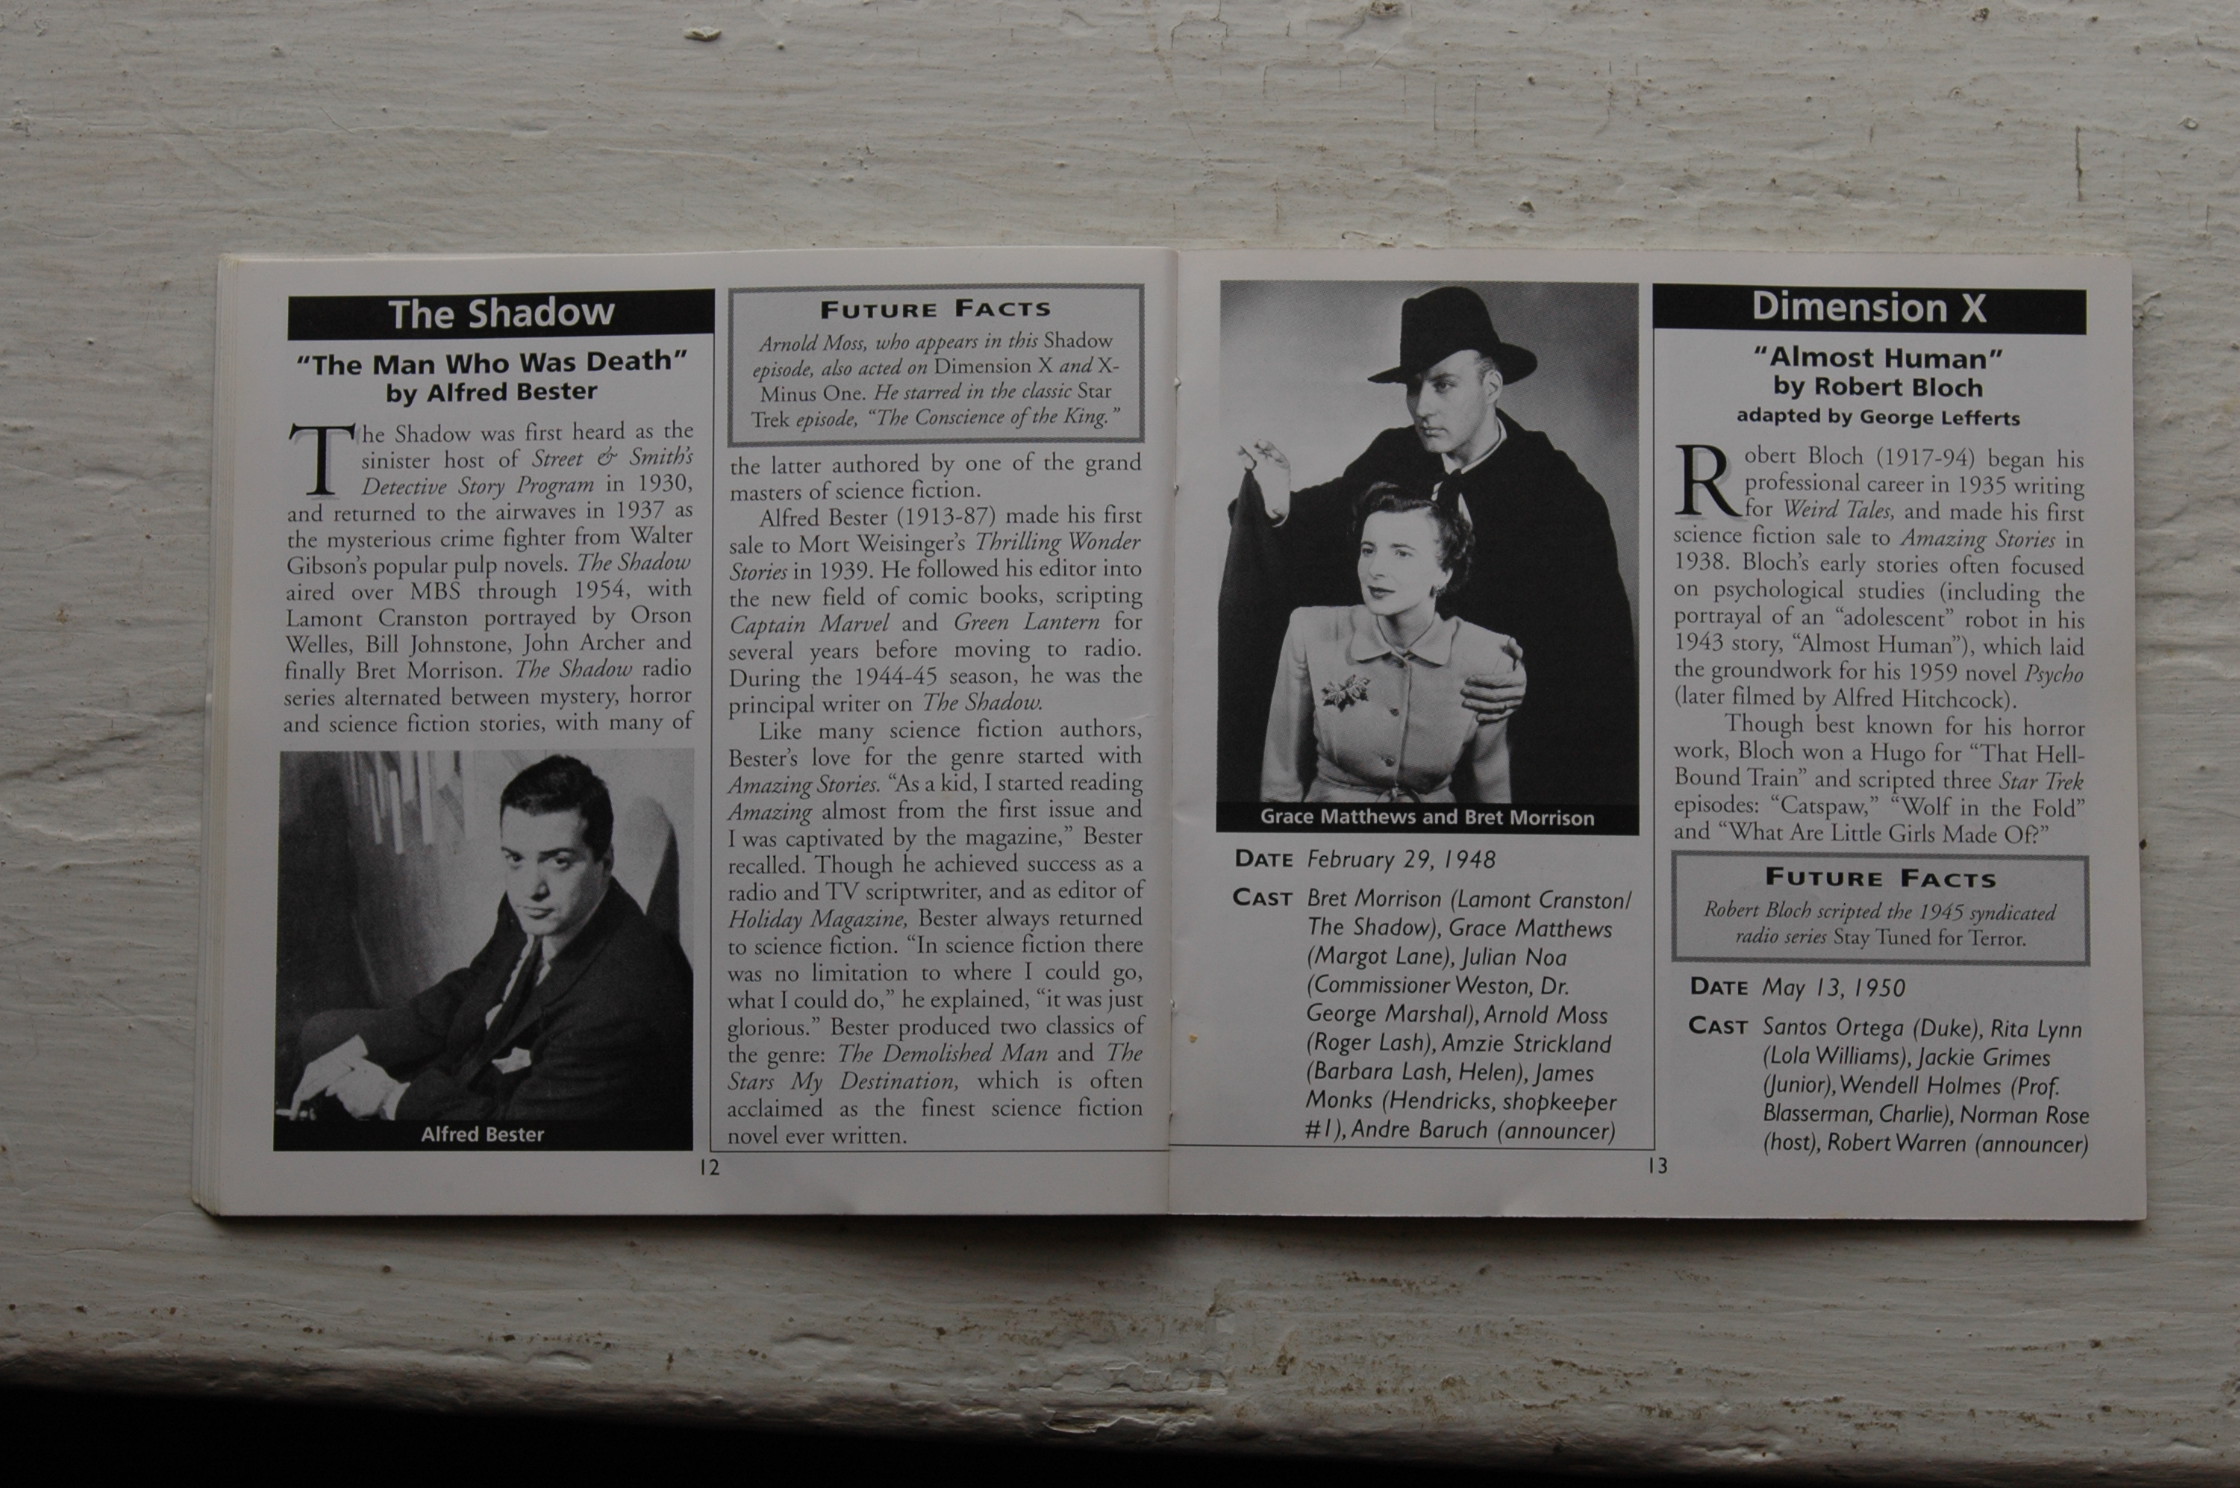 The Shadow
“The Man Who Was Death”
by Alfred Bester
The Shadow was first heard as the
sinister host of Street & Smith’s
Detective Story Program in 1930,
and returned to the airwaves in 1937 as
the mysterious crime fighter from Walter
Gibson’s popular pulp novels. The Shadow
aired over MBS through 1954, with
Lamont Cranston portrayed by Orson
Welles, Bill Johnstone, John Archer and
finally Bret Morrison. The Shadow radio
series alternated between mystery, horror
and science fiction stories, with many of
Alfred Bester
FUTURE FACTS
Arnold Moss, who appears in this Shadow
episode, also acted on Dimension X and X-
Minus One. He starred in the classic Star
Trek episode, “The Conscience of the King.”
the latter authored by one of the grand
masters of science fiction.
Alfred Bester (1913-87) made his first
sale to Mort Weisinger’s Thrilling Wonder
Stories in 1939. He followed his editor into
the new field of comic books, scripting
Captain Marvel and Green Lantern for
several years before moving to radio.
During the 1944-45 season, he was the
principal writer on The Shadow.
Like many science fiction authors,
Bester’s love for the genre started with
Amazing Stories. “As a kid, I started reading
Amazing almost from the first issue and
I was captivated by the magazine,” Bester
recalled. Though he achieved success as a
radio and TV scriptwriter, and as editor of
Holiday Magazine, Bester always returned
to science fiction. “In science fiction there
was no limitation to where I could go,
what I could do,” he explained, “it was just
glorious.” Bester produced two classics of
the genre: The Demolished Man and The
Stars My Destination, which is often
acclaimed as the finest science fiction
novel ever written.
12
Grace Matthews and Bret Morrison
DATE February 29, 1948
CAST Bret Morrison (Lamont Cranston/
The Shadow), Grace Matthews
(Margot Lane), Julian Noa
(Commissioner Weston, Dr.
George Marshal), Arnold Moss
(Roger Lash), Amzie Strickland
(Barbara Lash, Helen), James
Monks (Hendricks, shopkeeper
#1), Andre Baruch (announcer)
Dimension X
“Almost Human”
by Robert Bloch
adapted by George Lefferts
Robert Bloch (1917-94) began his
professional career in 1935 writing
for Weird Tales, and made his first
science fiction sale to Amazing Stories in
1938. Bloch’s early stories often focused
on psychological studies (including the
portrayal of an “adolescent” robot in his
1943 story, “Almost Human”), which laid
the groundwork for his 1959 novel Psycho
(later filmed by Alfred Hitchcock).
Though best known for his horror
work, Bloch won a Hugo for “That Hell-
Bound Train” and scripted three Star Trek
episodes: “Catspaw,” “Wolf in the Fold”
and “What Are Little Girls Made Of?”
FUTURE FACTS
Robert Bloch scripted the 1945 syndicated
radio series Stay Tuned for Terror.
DATE May 13, 1950
CAST Santos Ortega (Duke), Rita Lynn
(Lola Williams), Jackie Grimes
(Junior), Wendell Holmes (Prof.
Blasserman, Charlie), Norman Rose
(host), Robert Warren (announcer)
13